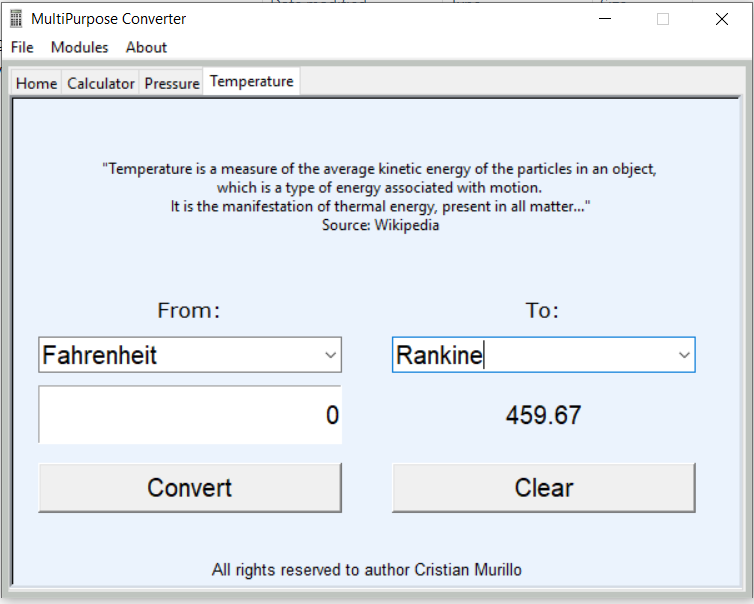 MultiPurpose Converter
File Modules About
Home Calculator Pressure Temperature
"Temperature is a measure of the average kinetic energy of the particles in an object,
which is a type of energy associated with motion.
It is the manifestation of thermal energy, present in all matter..."
Source: Wikipedia
From: To:
Fahrenheit Rankine
0 459.67
Convert Clear
All rights reserved to author Cristian Murillo